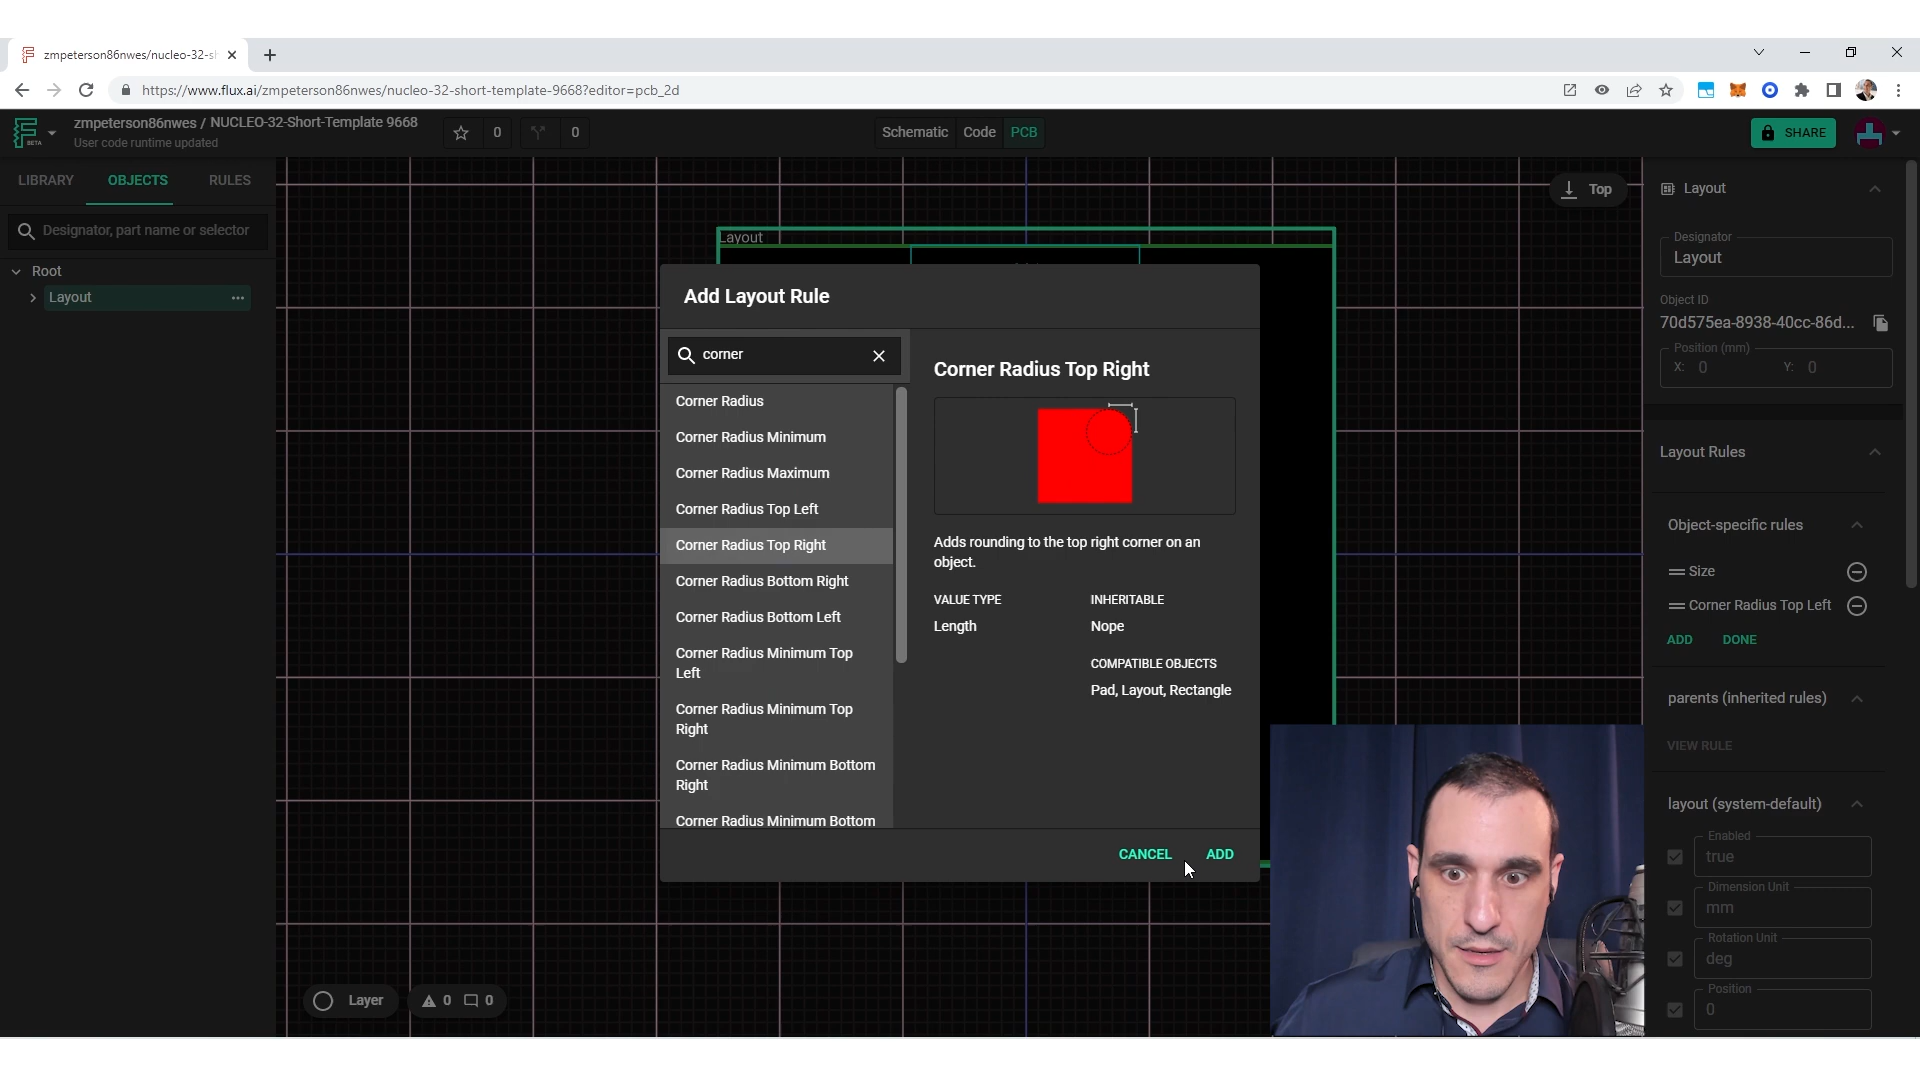 zmpeterson86nwes/nucleo-32-sh
https://www.flux.ai/zmpeterson86nwes/nucleo-32-short-template-9668?editor=pcb_2d
BETA
zmpeterson86nwes / NUCLEO-32-Short-Template 9668
User code runtime updated
0
0
Schematic Code PCB
SHARE
LIBRARY OBJECTS RULES
Designator, part name or selector
Root
Layout
Layout
Top
Add Layout Rule
corner
Corner Radius
Corner Radius Minimum
Corner Radius Maximum
Corner Radius Top Left
Corner Radius Top Right
Corner Radius Bottom Right
Corner Radius Bottom Left
Corner Radius Minimum Top
Left
Corner Radius Minimum Top
Right
Corner Radius Minimum Bottom
Right
Corner Radius Minimum Bottom
Corner Radius Top Right
Adds rounding to the top right corner on an
object.
VALUE TYPE INHERITABLE
Length Nope
COMPATIBLE OBJECTS
Pad, Layout, Rectangle
CANCEL ADD
Layer
0 0
Layout
Designator
Layout
Object ID
70d575ea-8938-40cc-86d...
Position (mm)
X: 0 Y: 0
Layout Rules
Object-specific rules
Size
Corner Radius Top Left
ADD DONE
parents (inherited rules)
VIEW RULE
layout (system-default)
Enabled
true
Dimension Unit
mm
Rotation Unit
deg
Position
0